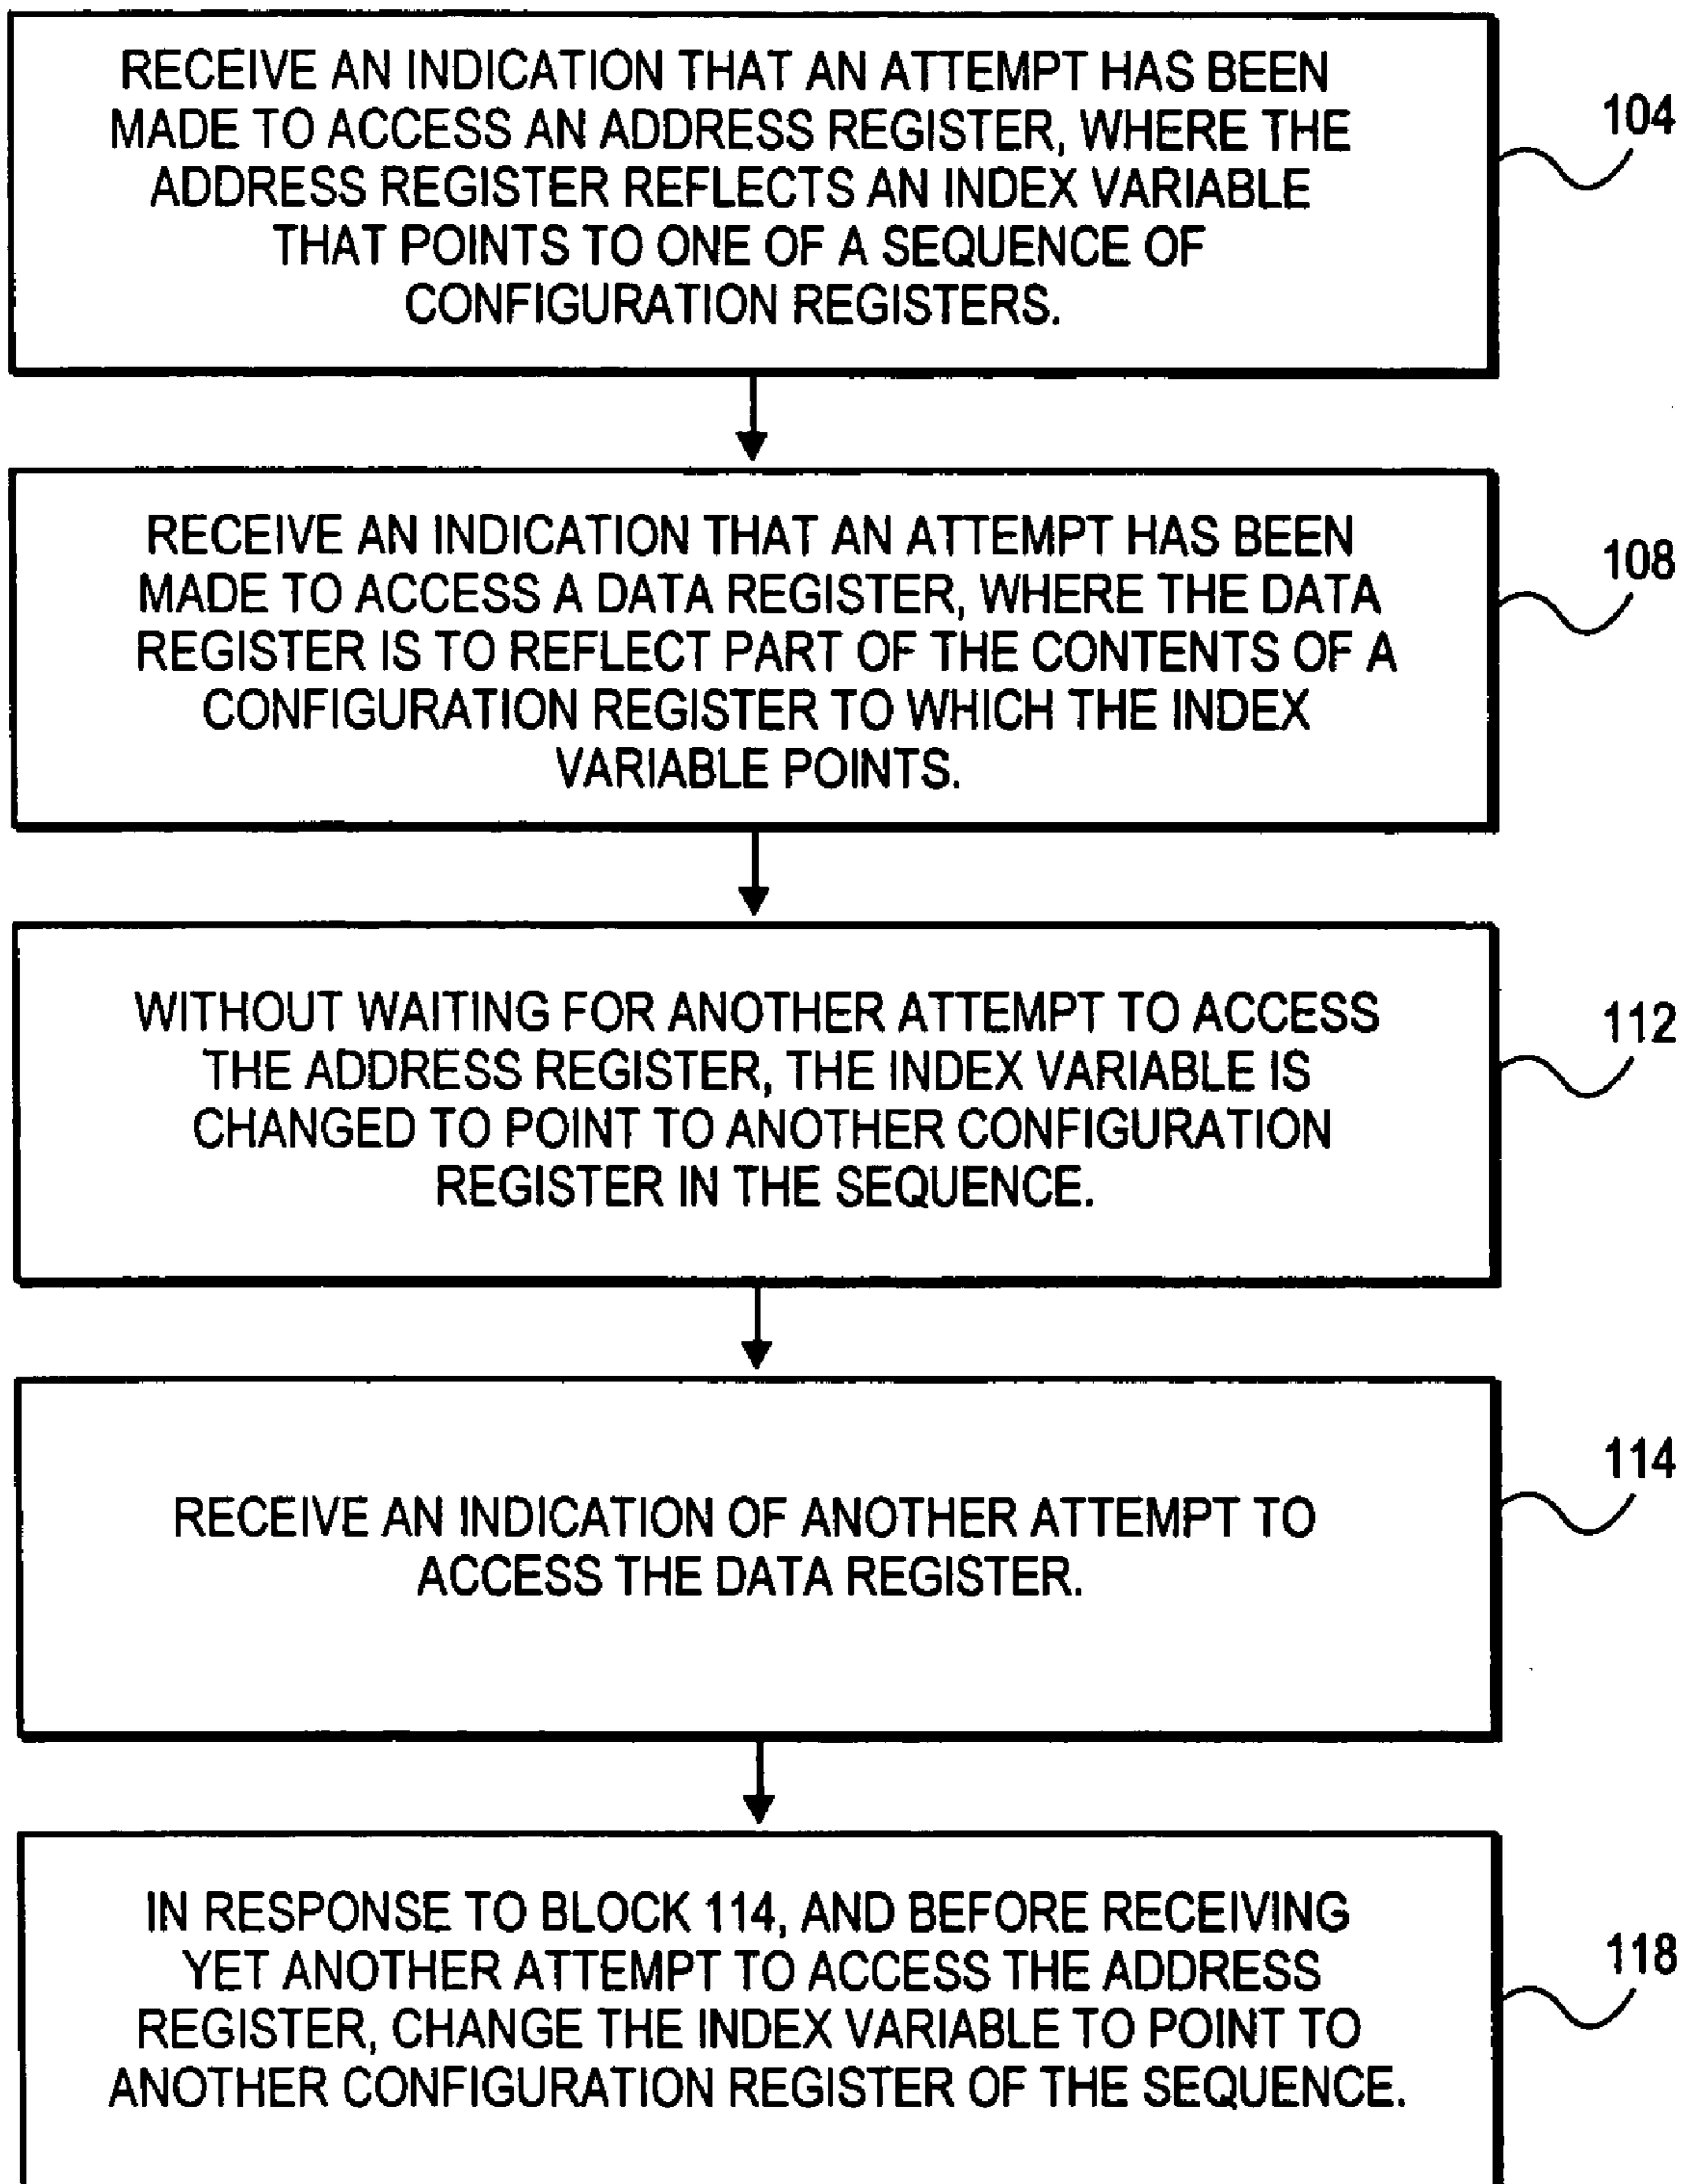 RECEIVE AN INDICATION THAT AN ATTEMPT HAS BEEN
MADE TO ACCESS AN ADDRESS REGISTER, WHERE THE
ADDRESS REGISTER REFLECTS AN INDEX VARIABLE
THAT POINTS TO ONE OF A SEQUENCE OF
CONFIGURATION REGISTERS.
104
RECEIVE AN INDICATION THAT AN ATTEMPT HAS BEEN
MADE TO ACCESS A DATA REGISTER, WHERE THE DATA
REGISTER IS TO REFLECT PART OF THE CONTENTS OF A
CONFIGURATION REGISTER TO WHICH THE INDEX
VARIABLE POINTS.
108
WITHOUT WAITING FOR ANOTHER ATTEMPT TO ACCESS
THE ADDRESS REGISTER, THE INDEX VARIABLE IS
CHANGED TO POINT TO ANOTHER CONFIGURATION
REGISTER IN THE SEQUENCE.
112
RECEIVE AN INDICATION OF ANOTHER ATTEMPT TO
ACCESS THE DATA REGISTER.
114
IN RESPONSE TO BLOCK 114, AND BEFORE RECEIVING
YET ANOTHER ATTEMPT TO ACCESS THE ADDRESS
REGISTER, CHANGE THE INDEX VARIABLE TO POINT TO
ANOTHER CONFIGURATION REGISTER OF THE SEQUENCE.
118